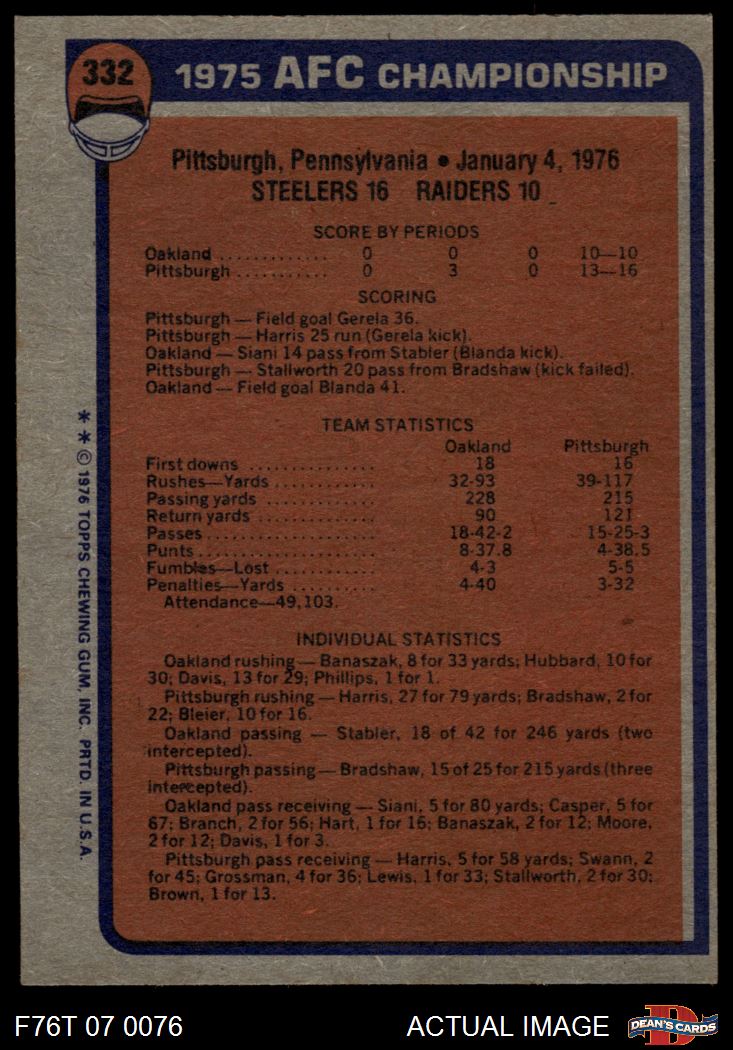 332 1975 AFC CHAMPIONSHIP
Pittsburgh, Pennsylvania • January 4, 1976
STEELERS 16 RAIDERS 10
SCORE BY PERIODS
Oakland ............. 0 0 0 10—10
Pittsburgh ........... 0 3 0 13—16
SCORING
Pittsburgh — Field goal Gerela 36.
Pittsburgh — Harris 25 run (Gerela kick).
Oakland — Siani 14 pass from Stabler (Blanda kick).
Pittsburgh — Stallworth 20 pass from Bradshaw (kick failed).
Oakland — Field goal Blanda 41.
TEAM STATISTICS
Oakland Pittsburgh
First downs ............... 18 16
Rushes—Yards ............ 32-93 39-117
Passing yards ............. 228 215
Return yards .............. 90 121
Passes .................... 18-42-2 15-25-3
Punts ..................... 8-37.8 4-38.5
Fumbles—Lost ............ 4-3 5-5
Penalties—Yards .......... 4-40 3-32
Attendance—49,103.
INDIVIDUAL STATISTICS
Oakland rushing — Banaszak, 8 for 33 yards; Hubbard, 10 for
30; Davis, 13 for 29; Phillips, 1 for 1.
Pittsburgh rushing — Harris, 27 for 79 yards; Bradshaw, 2 for
22; Bleier, 10 for 16.
Oakland passing — Stabler, 18 of 42 for 246 yards (two
intercepted).
Pittsburgh passing — Bradshaw, 15 of 25 for 215 yards (three
intercepted).
Oakland pass receiving — Siani, 5 for 80 yards; Casper, 5 for
67; Branch, 2 for 56; Hart, 1 for 16; Banaszak, 2 for 12; Moore,
2 for 12; Davis, 1 for 3.
Pittsburgh pass receiving — Harris, 5 for 58 yards; Swann, 2
for 45; Grossman, 4 for 36; Lewis, 1 for 33; Stallworth, 2 for 30;
Brown, 1 for 13.
* * © 1976 TOPPS CHEWING GUM, INC. PRTD. IN U.S.A.
F76T 07 0076 ACTUAL IMAGE D DEAN'S CARDS